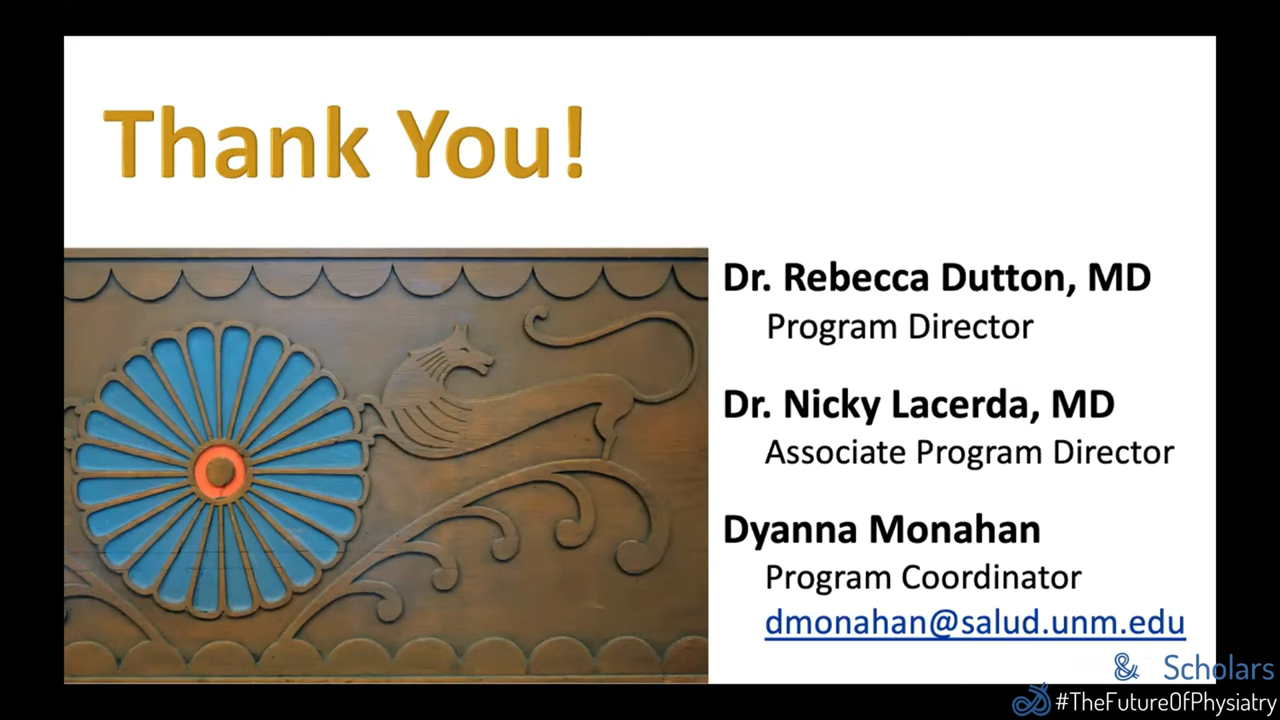 Thank You!
Dr. Rebecca Dutton, MD
Program Director
Dr. Nicky Lacerda, MD
Associate Program Director
Dyanna Monahan
Program Coordinator
dmonahan@salud.unm.edu
& Scholars
#TheFutureOfPhysiatry